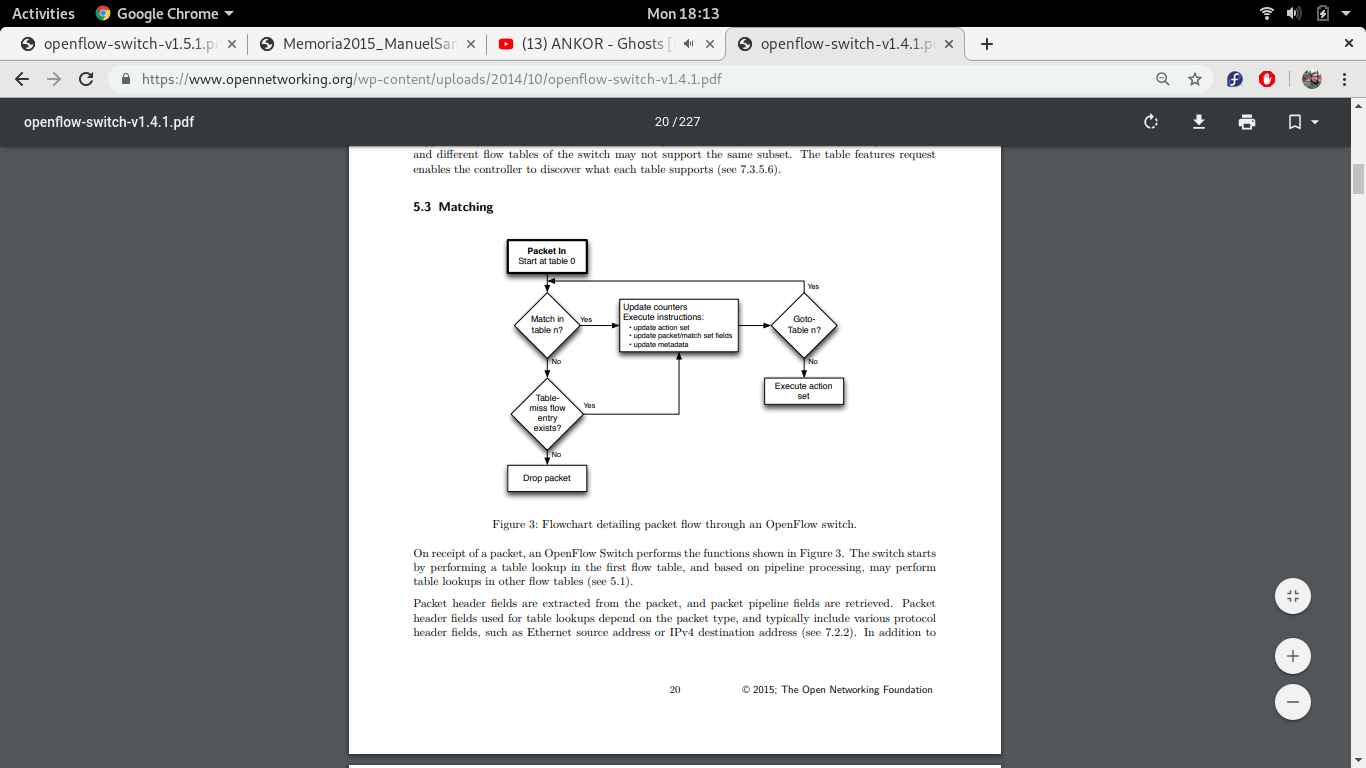 Activities
Google Chrome
Mon 18:13
openflow-switch-v1.5.1.p
Memoria2015_ManuelSan
(13) ANKOR - Ghosts [
openflow-switch-v1.4.1.p
https://www.opennetworking.org/wp-content/uploads/2014/10/openflow-switch-v1.4.1.pdf
openflow-switch-v1.4.1.pdf
20 / 227
and different flow tables of the switch may not support the same subset. The table features request
enables the controller to discover what each table supports (see 7.3.5.6).
5.3 Matching
Packet In
Start at table 0
Yes
Match in
table n?
Yes
Update counters
Execute instructions:
• update action set
• update packet/match set fields
• update metadata
Goto-
Table n?
No
No
Execute action
set
Table-
miss flow
entry
exists?
Yes
No
Drop packet
Figure 3: Flowchart detailing packet flow through an OpenFlow switch.
On receipt of a packet, an OpenFlow Switch performs the functions shown in Figure 3. The switch starts
by performing a table lookup in the first flow table, and based on pipeline processing, may perform
table lookups in other flow tables (see 5.1).
Packet header fields are extracted from the packet, and packet pipeline fields are retrieved. Packet
header fields used for table lookups depend on the packet type, and typically include various protocol
header fields, such as Ethernet source address or IPv4 destination address (see 7.2.2). In addition to
20
© 2015; The Open Networking Foundation